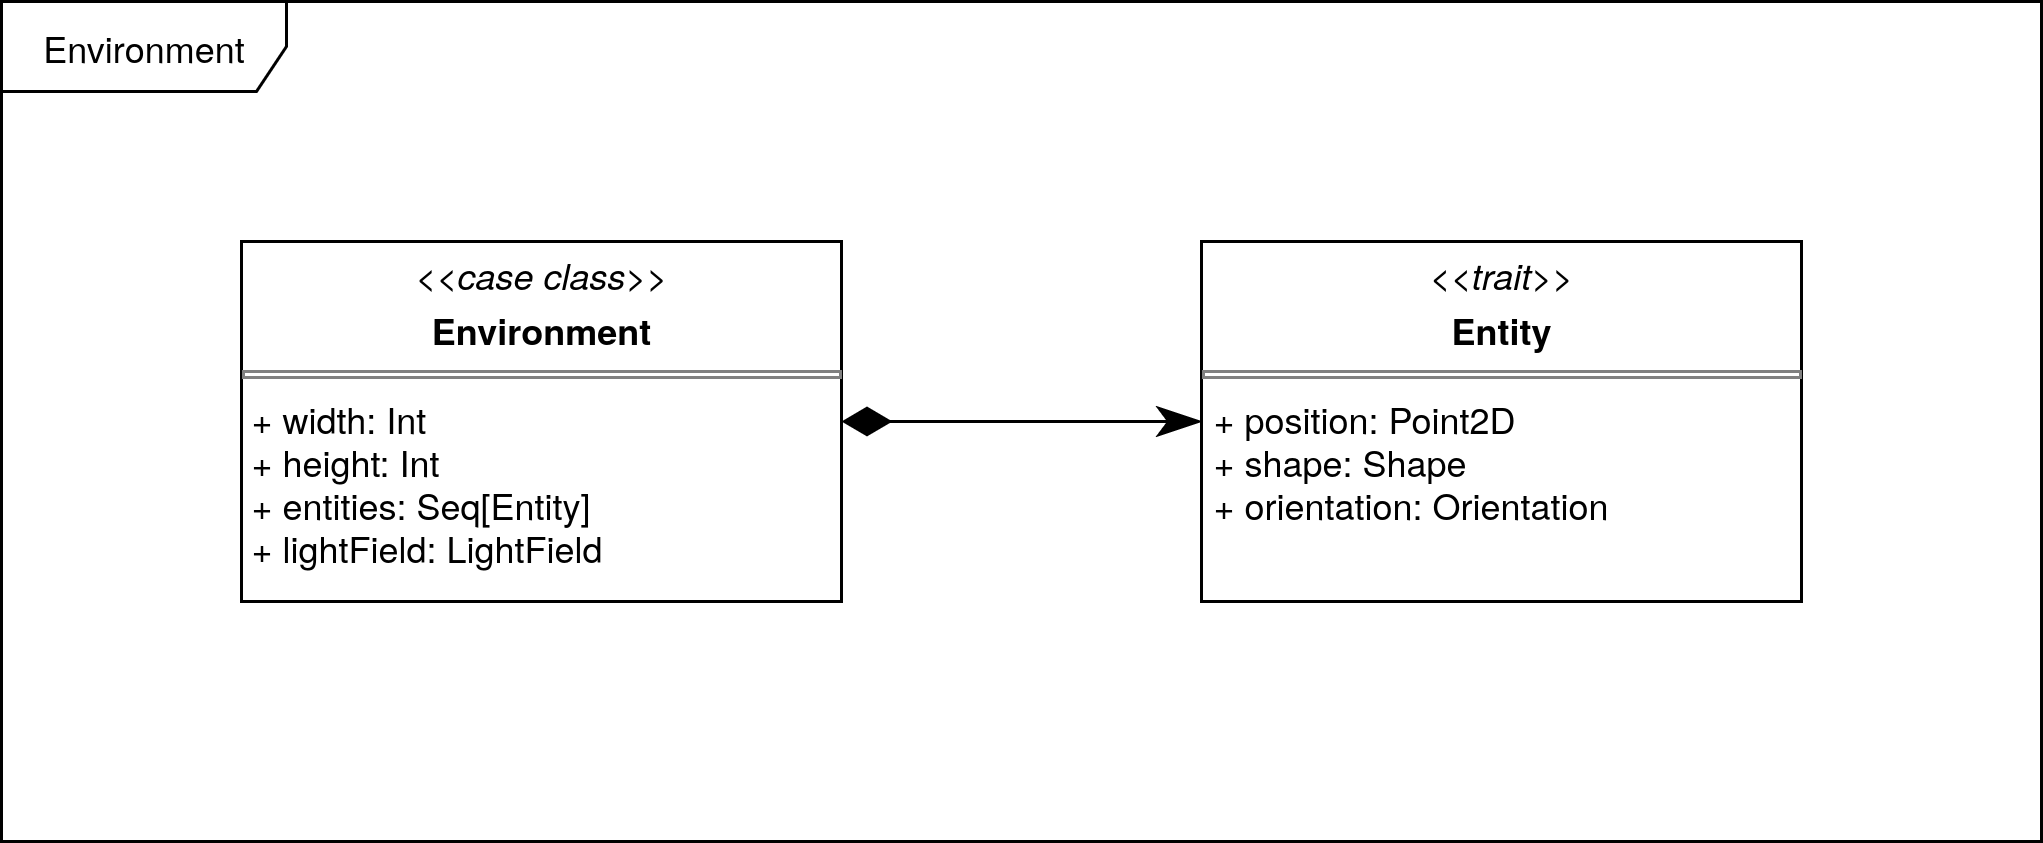 Environment
<<case class>>
Environment
+ width: Int
+ height: Int
+ entities: Seq[Entity]
+ lightField: LightField
<<trait>>
Entity
+ position: Point2D
+ shape: Shape
+ orientation: Orientation